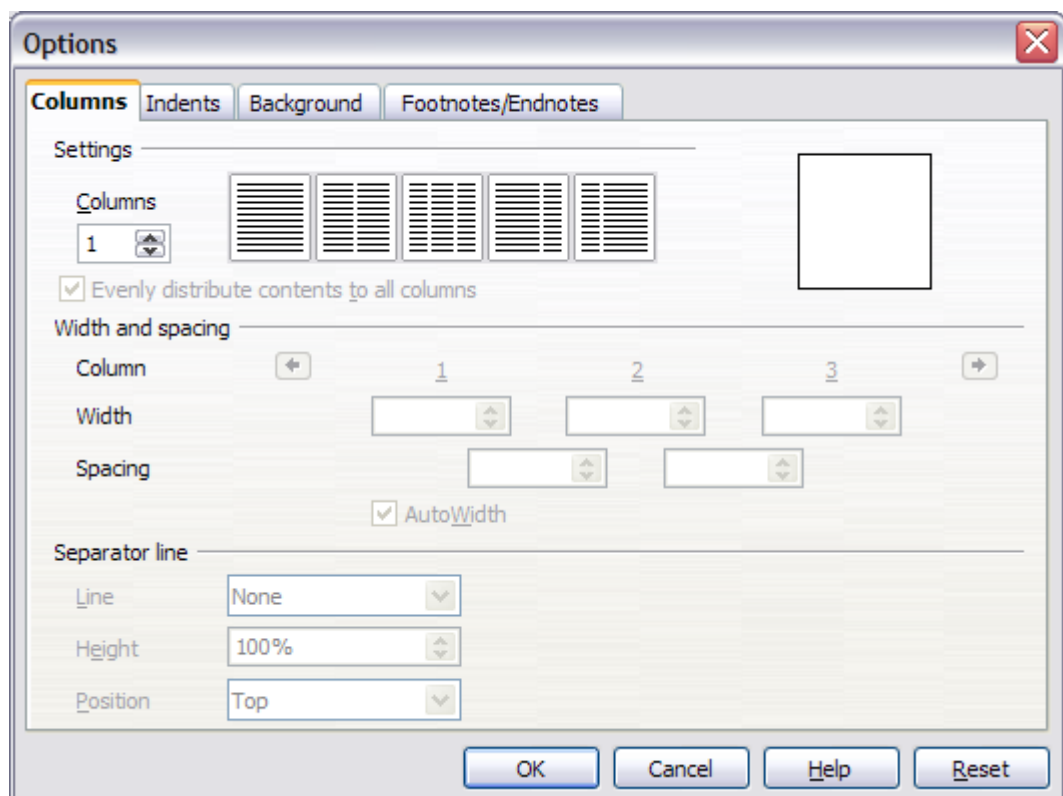 Options
Columns Indents Background Footnotes/Endnotes
Settings
Columns
1
Evenly distribute contents to all columns
Width and spacing
Column 1 2 3
Width
Spacing
AutoWidth
Separator line
Line None
Height 100%
Position Top
OK Cancel Help Reset